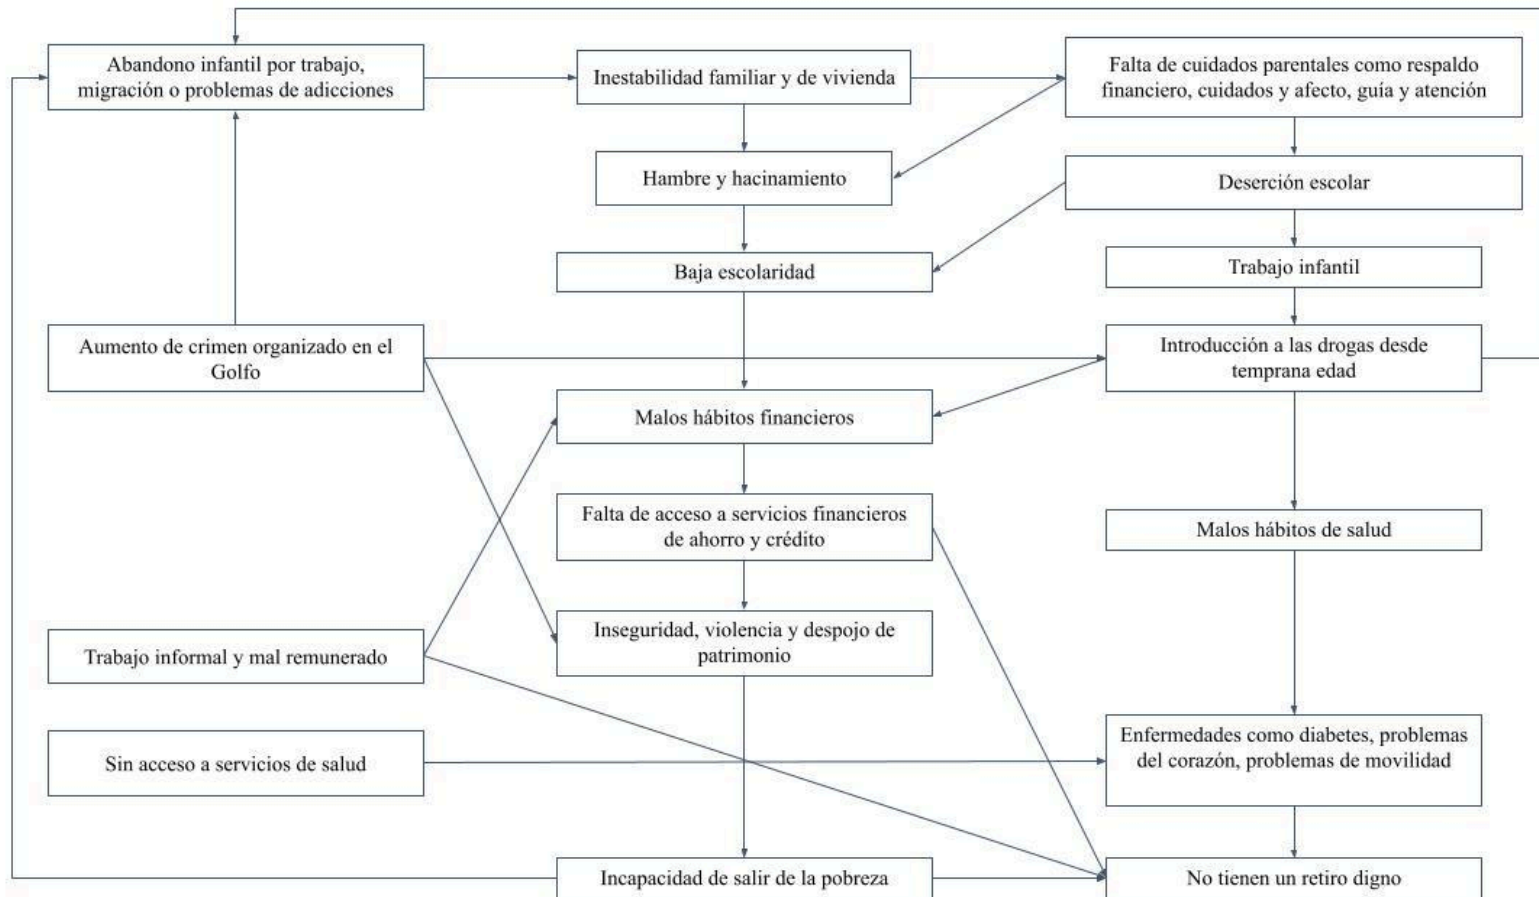 Abandono infantil por trabajo,
migración o problemas de adicciones
Inestabilidad familiar y de vivienda
Falta de cuidados parentales como respaldo
financiero, cuidados y afecto, guía y atención
Hambre y hacinamiento
Deserción escolar
Baja escolaridad
Trabajo infantil
Aumento de crimen organizado en el
Golfo
Introducción a las drogas desde
temprana edad
Malos hábitos financieros
Falta de acceso a servicios financieros
de ahorro y crédito
Malos hábitos de salud
Inseguridad, violencia y despojo de
patrimonio
Trabajo informal y mal remunerado
Sin acceso a servicios de salud
Enfermedades como diabetes, problemas
del corazón, problemas de movilidad
Incapacidad de salir de la pobreza
No tienen un retiro digno